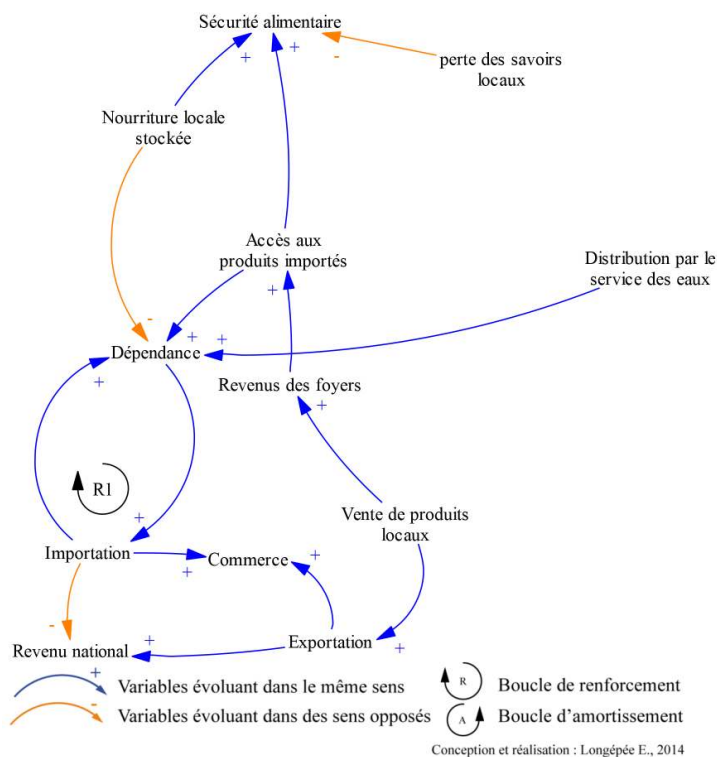 Sécurité alimentaire
+
+
-
perte des savoirs
locaux
Nourriture locale
stockée
Accès aux
produits importés
Distribution par le
service des eaux
+
-
+
+
Dépendance
+
Revenus des foyers
+
R1
Vente de produits
locaux
+
Importation
+
Commerce
+
-
Revenu national
+
Exportation
+
+
Variables évoluant dans le même sens
-
Variables évoluant dans des sens opposés
R
Boucle de renforcement
A
Boucle d’amortissement
Conception et réalisation : Longépée E., 2014